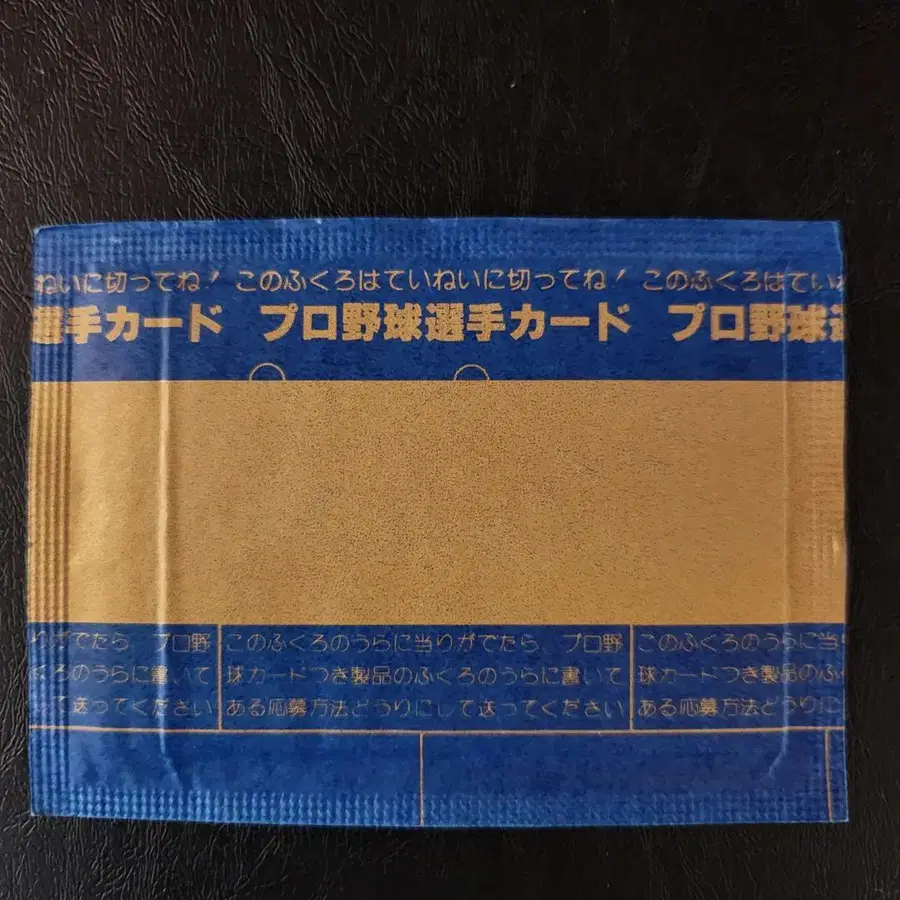 ねいに切ってね! このふくろはていねいに切ってね! このふくろはていね
選手カード プロ野球選手カード プロ野球選
りがでたら プロ野 このふくろのうらに当りがでたら プロ野 このふくろのうらに当り
くろのうらに書いて 球カードつき製品のふくろのうらに書いて 球カードつき製品のふ
て送ってください ある応募方法どうりにして送ってください ある応募方法どうりに